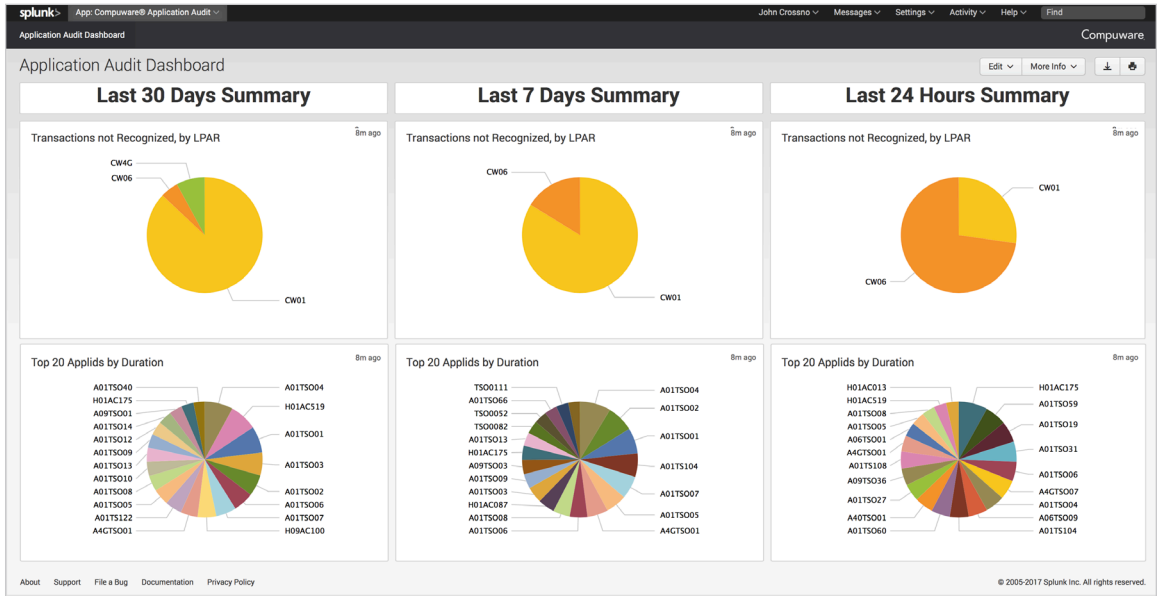 splunk> App: Compuware® Application Audit John Crossno Messages Settings Activity Help Find
Application Audit Dashboard Compuware
Application Audit Dashboard Edit More Info
Last 30 Days Summary
Last 7 Days Summary
Last 24 Hours Summary
Transactions not Recognized, by LPAR 8m ago
CW4G
CW06
CW01
Transactions not Recognized, by LPAR 8m ago
CW06
CW01
Transactions not Recognized, by LPAR 8m ago
CW01
CW06
Top 20 Applids by Duration 8m ago
A01TSO40 A01TSO04
H01AC175 H01AC519
A09TSO01
A01TSO14 A01TSO01
A01TSO12
A01TSO09
A01TSO13 A01TSO03
A01TSO10
A01TSO08 A01TSO02
A01TSO05 A01TSO06
A01TS122 A01TSO07
A4GTSO01 H09AC100
Top 20 Applids by Duration 8m ago
TSO0111 A01TSO04
A01TSO66 A01TSO02
TSO0052
TSO0082 A01TSO01
A01TSO13
H01AC175
A09TSO03 A01TS104
A01TSO09
A01TSO03 A01TSO07
H01AC087
A01TSO08 A01TSO05
A01TSO06 A4GTSO01
Top 20 Applids by Duration 8m ago
H01AC013 H01AC175
H01AC519 A01TSO59
A01TSO08
A01TSO05 A01TSO19
A06TSO01
A4GTSO01 A01TSO31
A01TS108
A09TSO36 A01TSO06
A01TSO27 A4GTSO07
A01TSO04
A40TSO01 A06TSO09
A01TSO60 A01TS104
About Support File a Bug Documentation Privacy Policy © 2005-2017 Splunk Inc. All rights reserved.